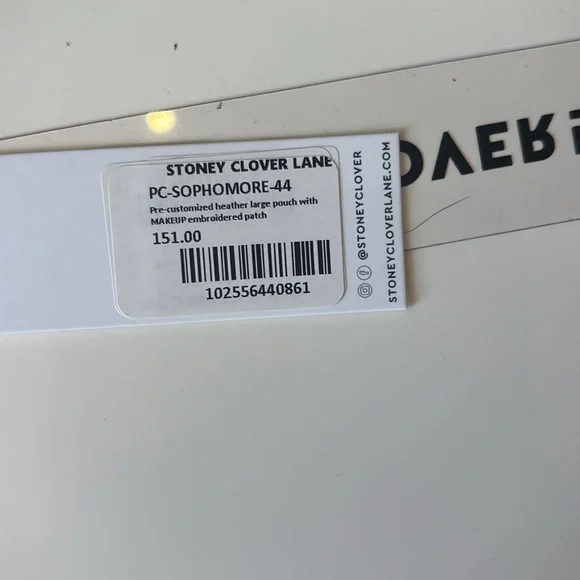 STONEY CLOVER LANE
PC-SOPHOMORE-44
Pre-customized heather large pouch with
MAKEUP embroidered patch
151.00
102556440861
@STONEYCLOVER
STONEYCLOVERLANE.COM
OVER